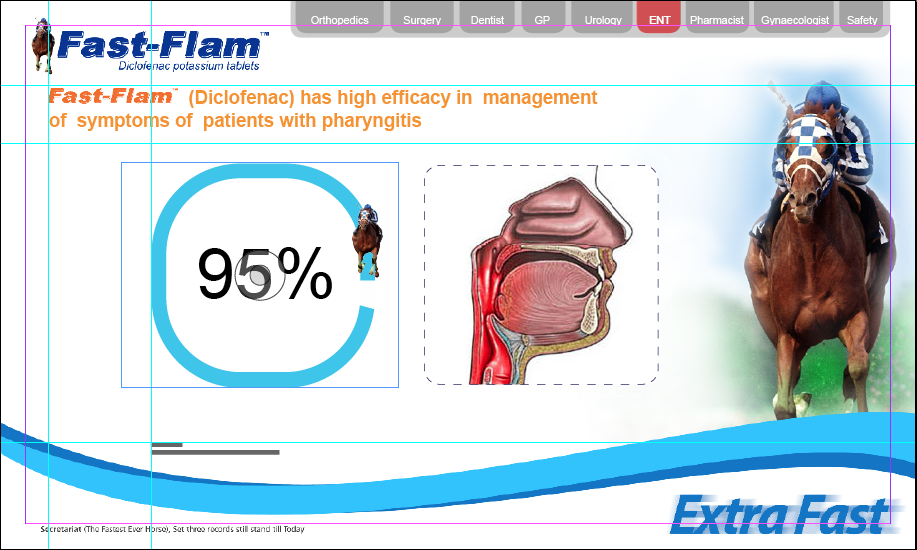 Orthopedics
Surgery
Dentist
GP
Urology
ENT
Pharmacist
Gynaecologist
Safety
Fast-Flam™
Diclofenac potassium tablets
Fast-Flam™ (Diclofenac) has high efficacy in management
of symptoms of patients with pharyngitis
95%
Extra Fast
Secretariat (The Fastest Ever Horse), Set three records still stand till Today